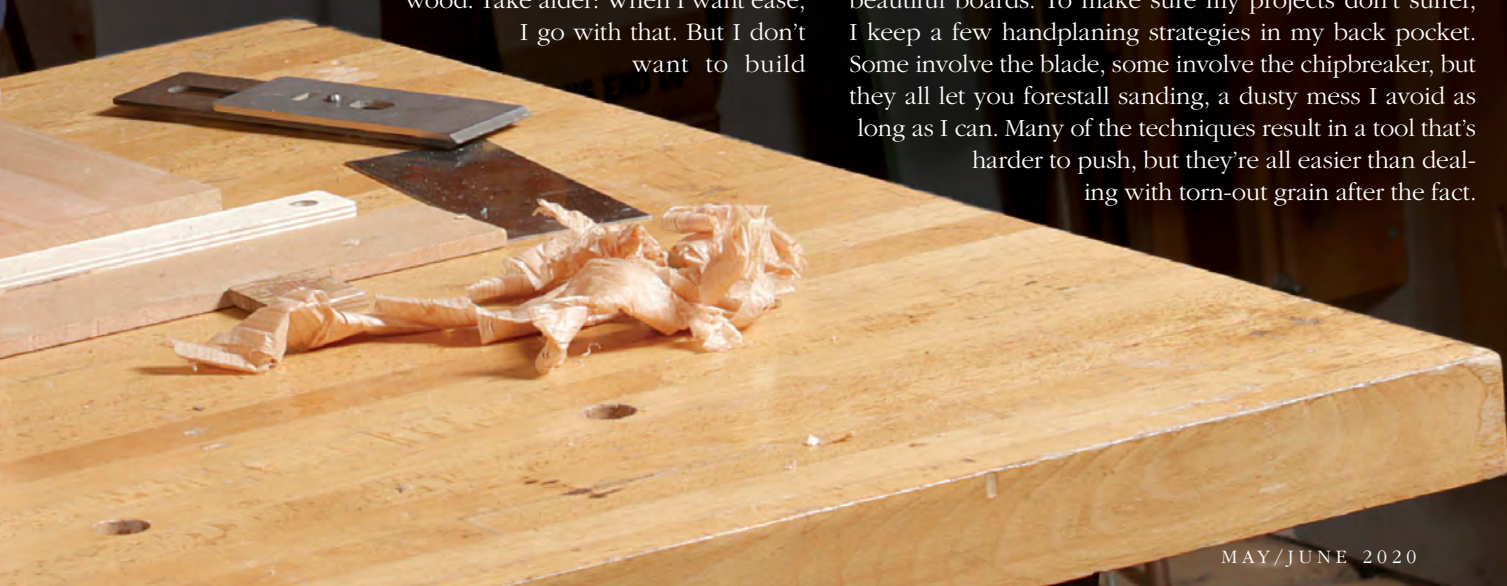 wood. Take alder: When I want ease,
I go with that. But I don't
want to build
beautiful boards. To make sure my projects don't suffer,
I keep a few handplaning strategies in my back pocket.
Some involve the blade, some involve the chipbreaker, but
they all let you forestall sanding, a dusty mess I avoid as
long as I can. Many of the techniques result in a tool that's
harder to push, but they're all easier than deal-
ing with torn-out grain after the fact.
MAY/JUNE 2020